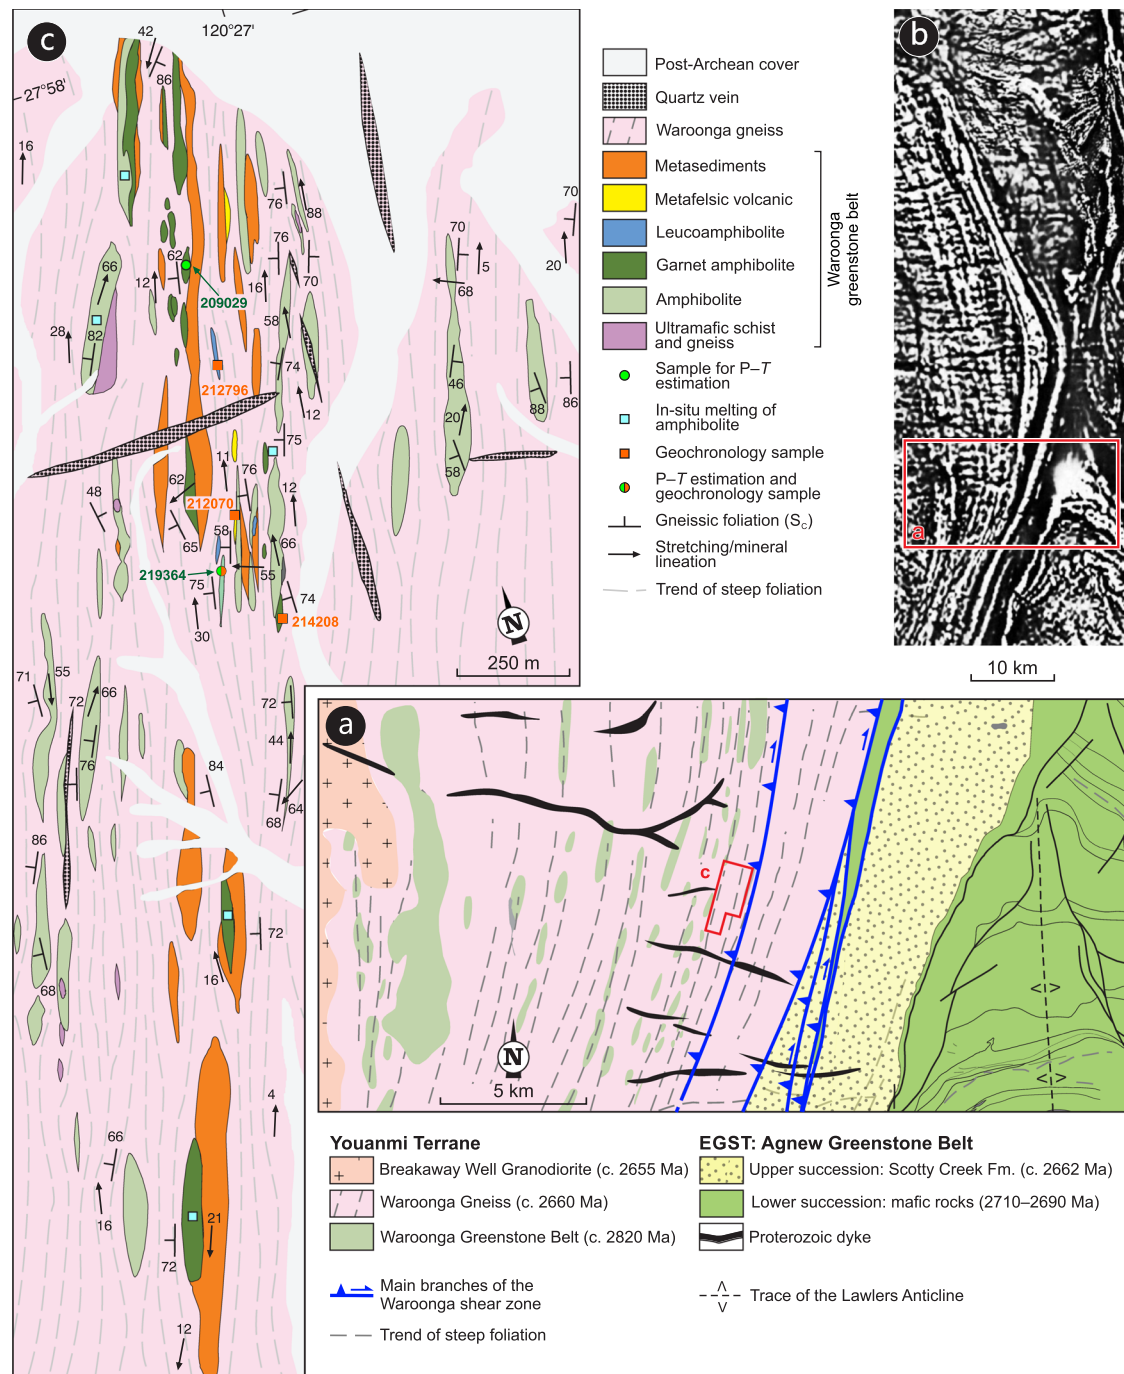 c
120°27'
27°58'
42
86
16
76
88
62
76
12
16
70
209029
66
28
82
58
74
212796
12
70
5
68
46
20
58
70
20
88
86
75
11
76
48
62
12
212070
65
58
66
219364
55
75
74
30
214208
N
250 m
71
55
72
66
76
72
44
84
64
68
86
72
16
68
4
66
16
21
72
12
Post-Archean cover
Quartz vein
Waroonga gneiss
Metasediments
Metafelsic volcanic
Leucoamphibolite
Garnet amphibolite
Amphibolite
Ultramafic schist
and gneiss
Waroonga
greenstone belt
Sample for P–T
estimation
In-situ melting of
amphibolite
Geochronology sample
P–T estimation and
geochronology sample
Gneissic foliation (Sc)
Stretching/mineral
lineation
Trend of steep foliation
b
a
10 km
a
c
N
5 km
Youanmi Terrane
Breakaway Well Granodiorite (c. 2655 Ma)
Waroonga Gneiss (c. 2660 Ma)
Waroonga Greenstone Belt (c. 2820 Ma)
Main branches of the
Waroonga shear zone
Trend of steep foliation
EGST: Agnew Greenstone Belt
Upper succession: Scotty Creek Fm. (c. 2662 Ma)
Lower succession: mafic rocks (2710–2690 Ma)
Proterozoic dyke
Trace of the Lawlers Anticline